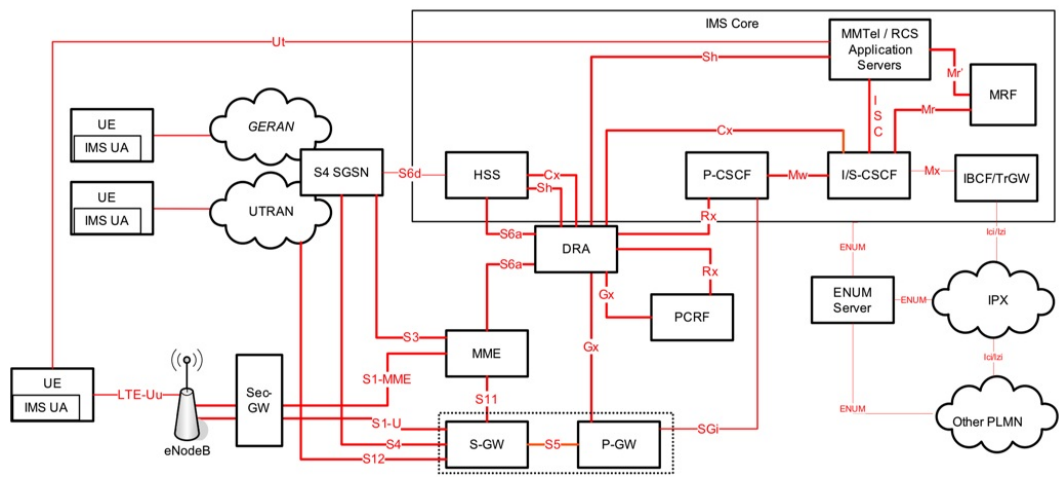 IMS Core
MMTel / RCS
Application
Servers
Ut
Sh
Mr'
MRF
I
S
C
Mr
UE
IMS UA
GERAN
Cx
S4 SGSN
S6d
HSS
Cx
Sh
P-CSCF
Mw
I/S-CSCF
Mx
IBCF/TrGW
UE
IMS UA
UTRAN
Rx
S6a
DRA
ENUM
Ici/Izi
S6a
Rx
Gx
PCRF
ENUM
Server
ENUM
IPX
S3
MME
Gx
Ici/Izi
UE
IMS UA
LTE-Uu
eNodeB
Sec-
GW
S1-MME
S11
S1-U
S4
S12
S-GW
S5
P-GW
SGi
ENUM
Other PLMN